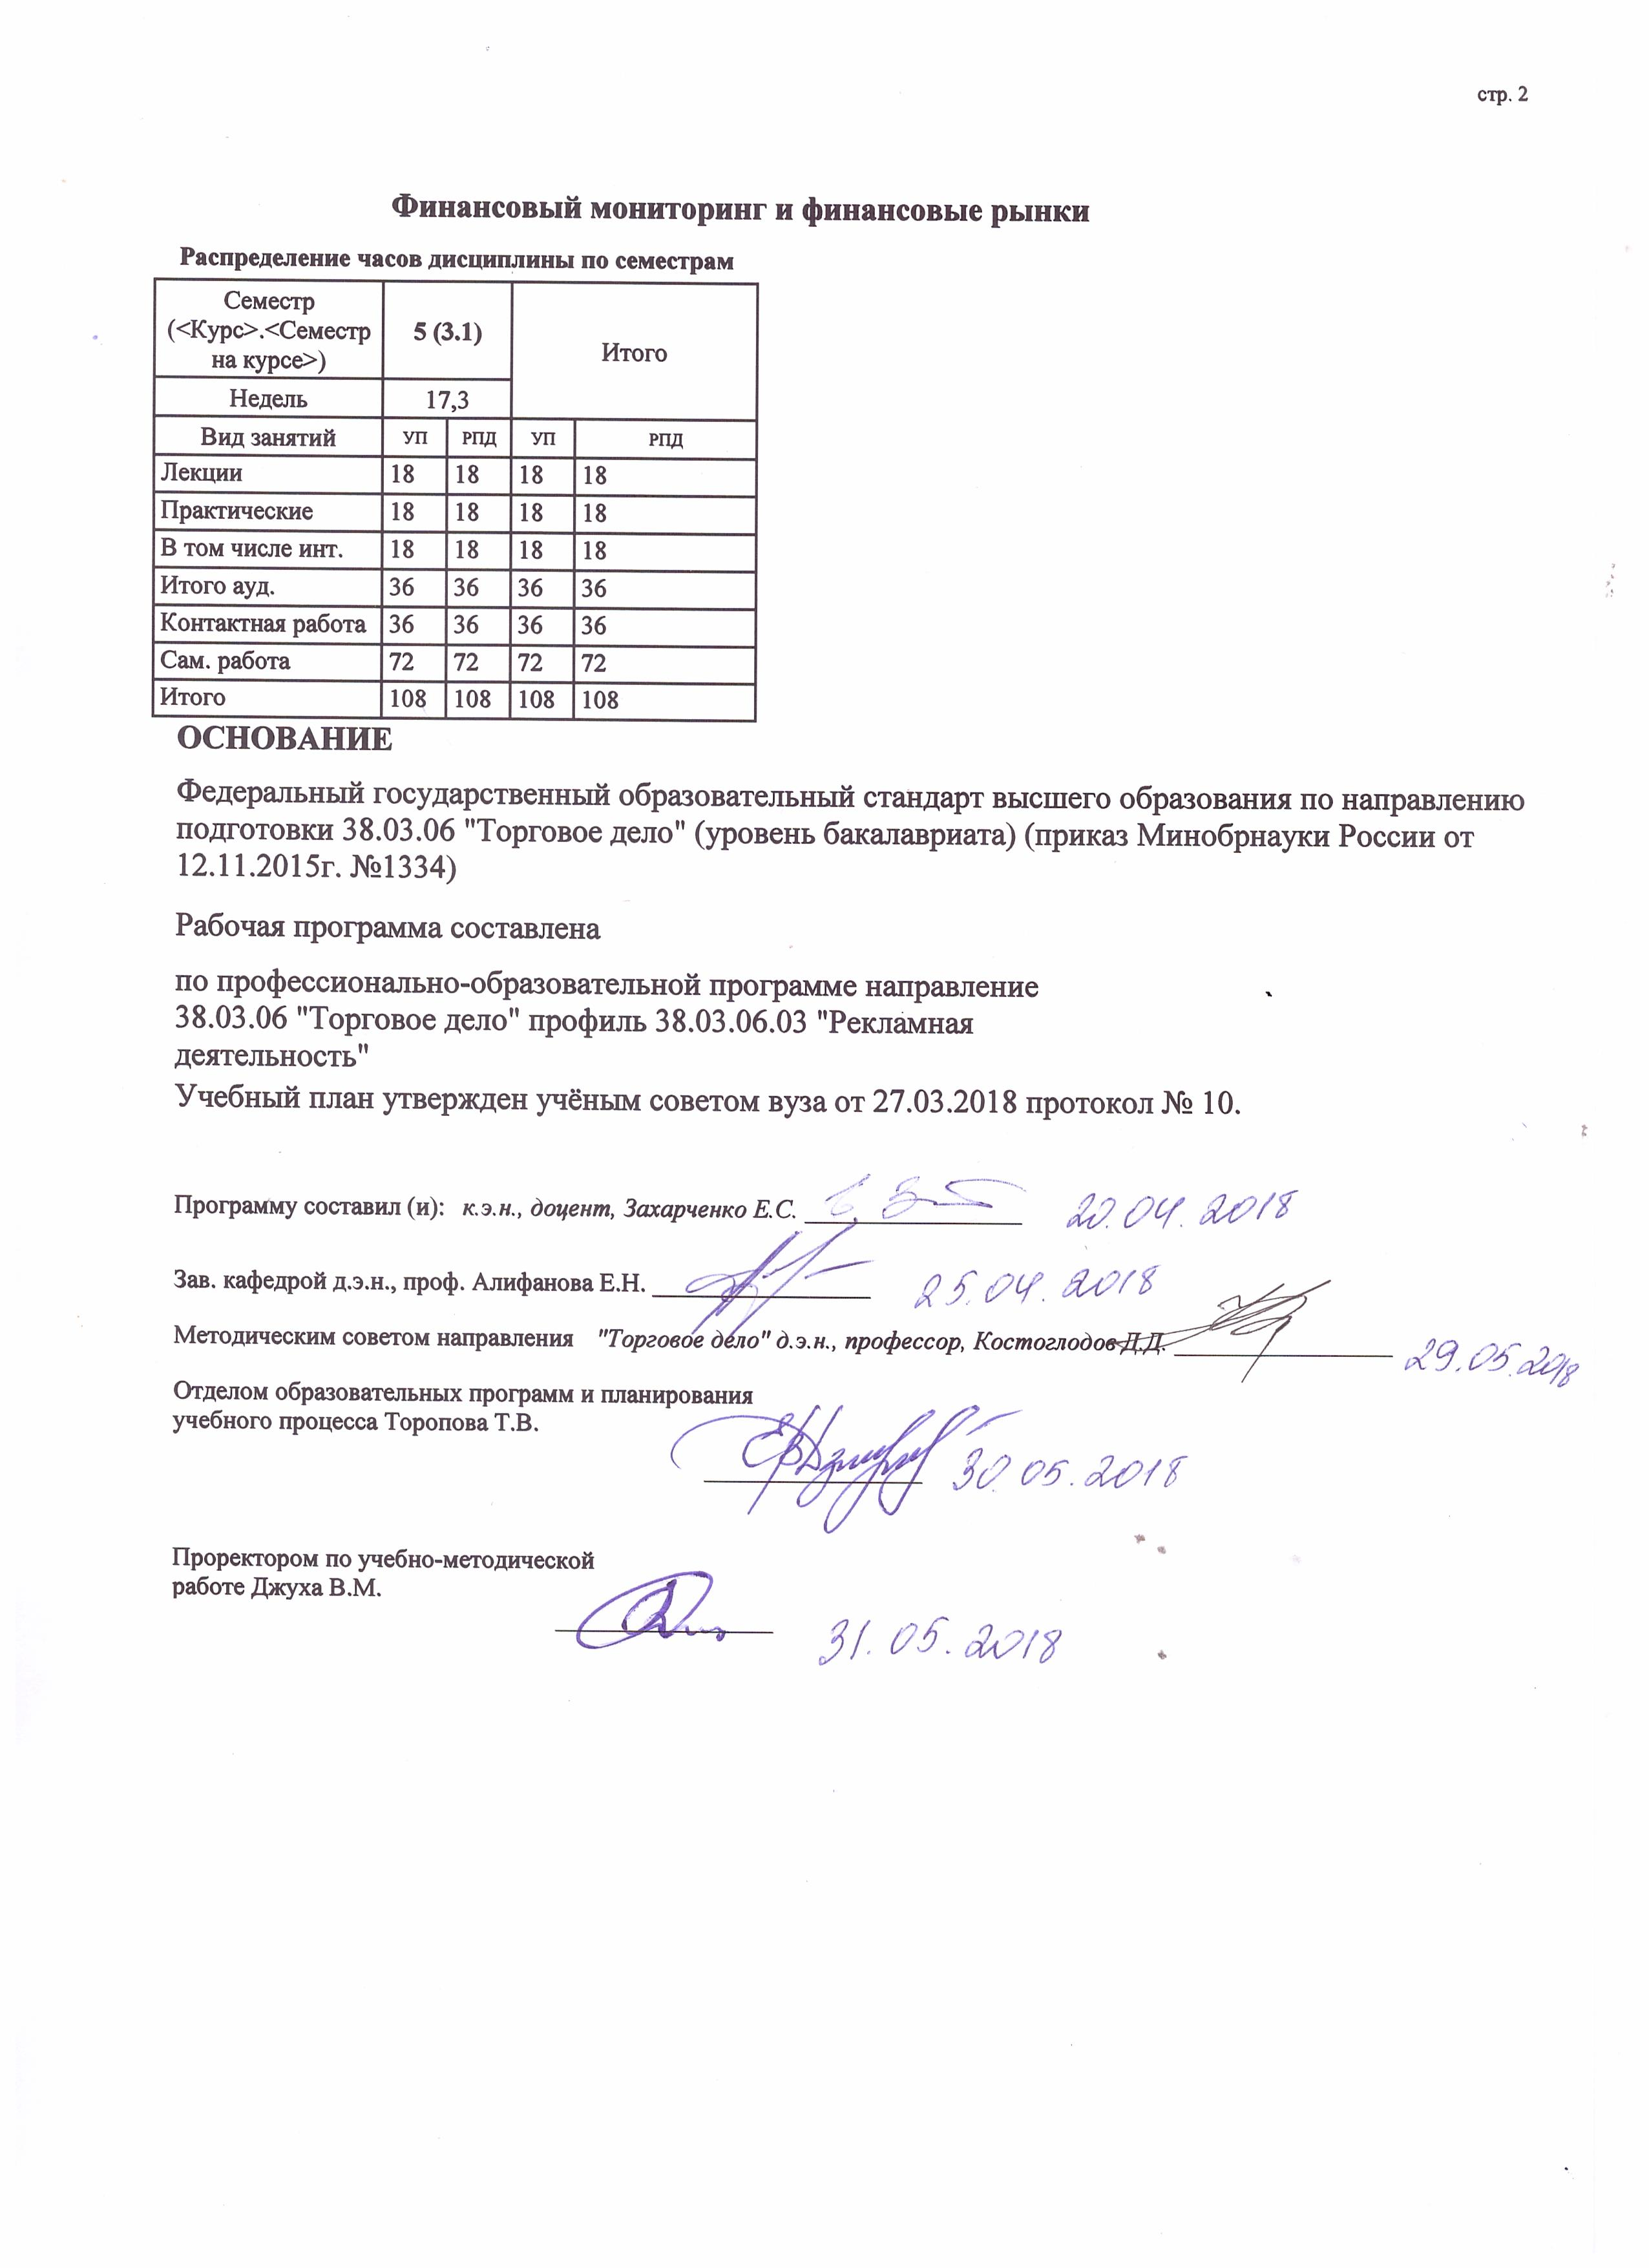 стр. 2
Финансовый мониторинг и финансовые рынки
Распределение часов дисциплины по семестрам
Семестр
(<Курс>.<Семестр
на курсе>)
5 (3.1)
Итого
Недель 17,3
Вид занятий УП РПД УП РПД
Лекции 18 18 18 18
Практические 18 18 18 18
В том числе инт. 18 18 18 18
Итого ауд. 36 36 36 36
Контактная работа 36 36 36 36
Сам. работа 72 72 72 72
Итого 108 108 108 108
ОСНОВАНИЕ
Федеральный государственный образовательный стандарт высшего образования по направлению
подготовки 38.03.06 "Торговое дело" (уровень бакалавриата) (приказ Минобрнауки России от
12.11.2015г. №1334)
Рабочая программа составлена
по профессионально-образовательной программе направление
38.03.06 "Торговое дело" профиль 38.03.06.03 "Рекламная
деятельность"
Учебный план утвержден учёным советом вуза от 27.03.2018 протокол № 10.
Программу составил (и): к.э.н., доцент, Захарченко Е.С. 20.04.2018
Зав. кафедрой д.э.н., проф. Алифанова Е.Н. 25.04.2018
Методическим советом направления "Торговое дело" д.э.н., профессор, Костоглодов Д.Д. 29.05.2018
Отделом образовательных программ и планирования
учебного процесса Торопова Т.В.
30.05.2018
Проректором по учебно-методической
работе Джуха В.М.
31.05.2018